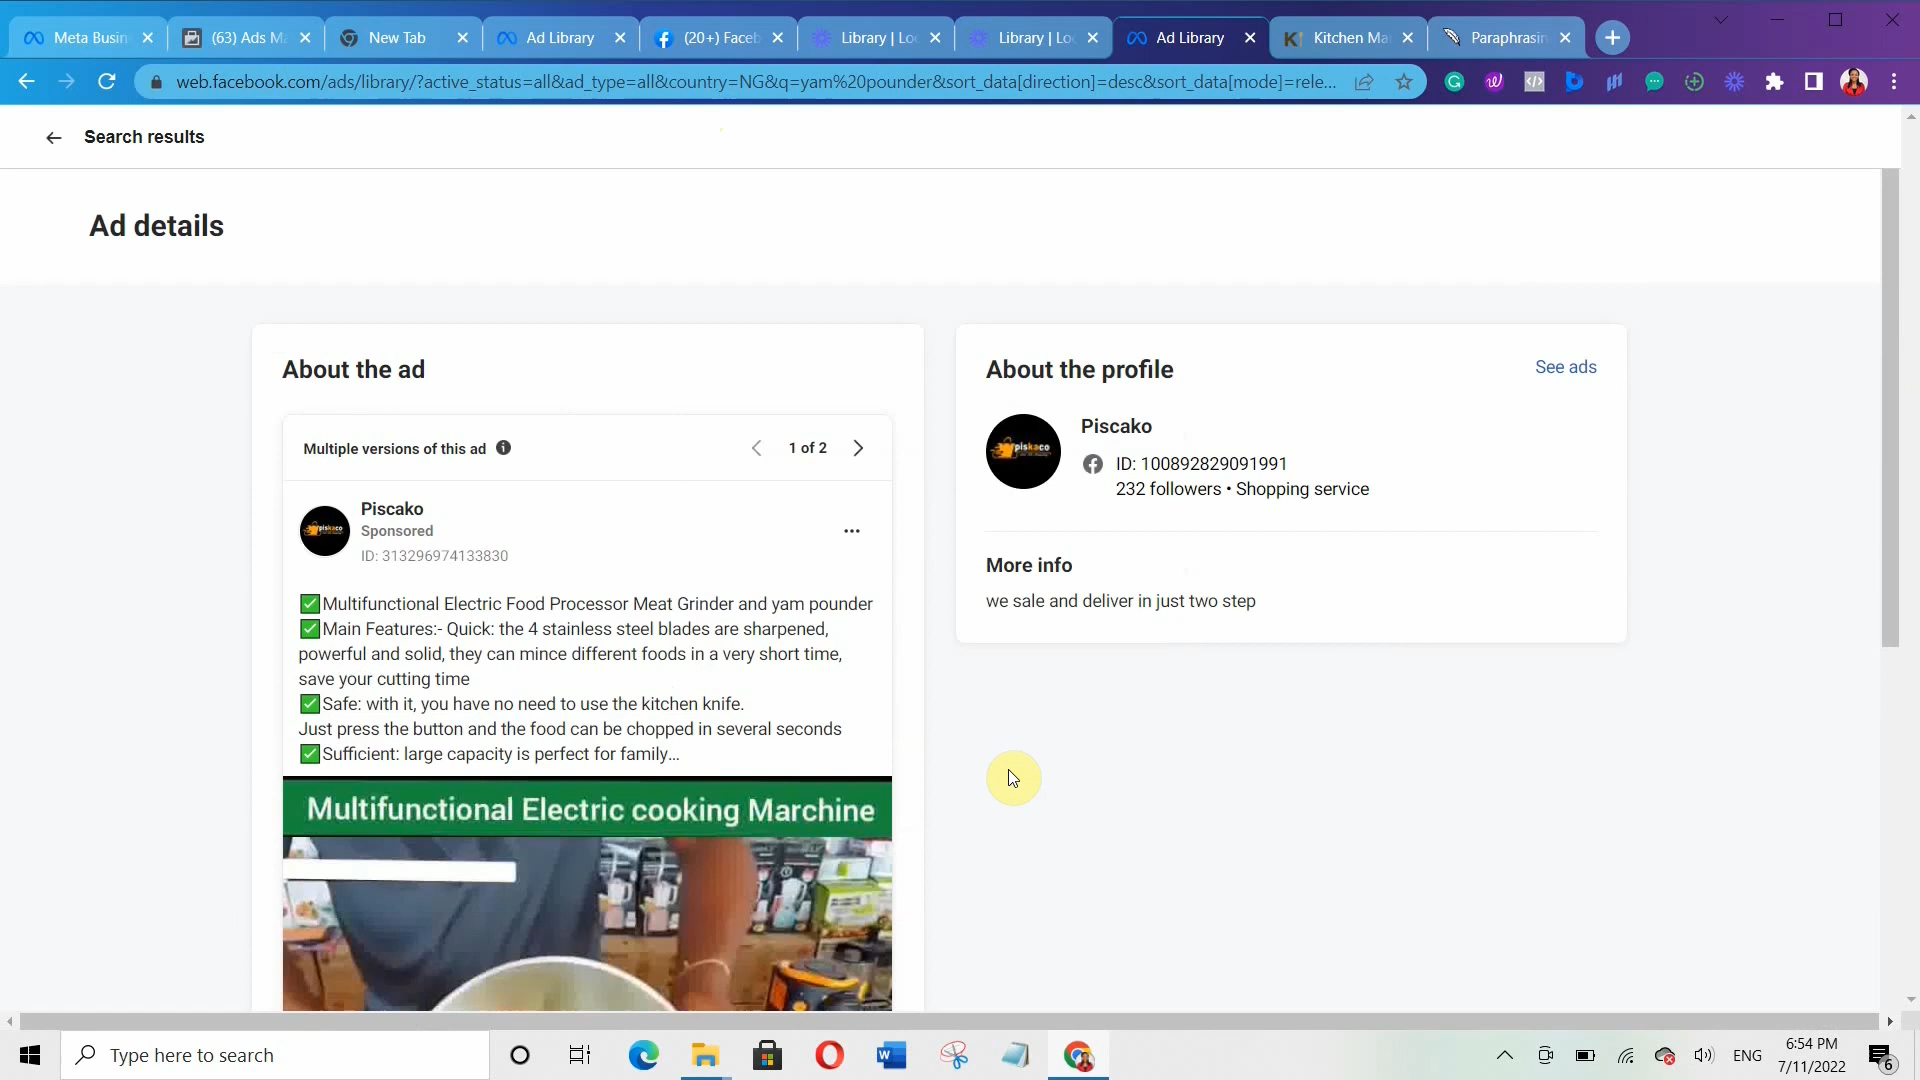 Meta Busin
(63) Ads Ma
New Tab
Ad Library
(20+) Faceb
Library | Lo
Library | Lo
Ad Library
Kitchen Ma
Paraphrasin
web.facebook.com/ads/library/?active_status=all&ad_type=all&country=NG&q=yam%20pounder&sort_data[direction]=desc&sort_data[mode]=rele...
Search results
Ad details
About the ad
Multiple versions of this ad
1 of 2
Piscako
Sponsored
ID: 313296974133830
✅Multifunctional Electric Food Processor Meat Grinder and yam pounder
✅Main Features:- Quick: the 4 stainless steel blades are sharpened,
powerful and solid, they can mince different foods in a very short time,
save your cutting time
✅Safe: with it, you have no need to use the kitchen knife.
Just press the button and the food can be chopped in several seconds
✅Sufficient: large capacity is perfect for family...
Multifunctional Electric cooking Marchine
About the profile
See ads
piskaco
Piscako
ID: 100892829091991
232 followers • Shopping service
More info
we sale and deliver in just two step
Type here to search
ENG
6:54 PM
7/11/2022
6